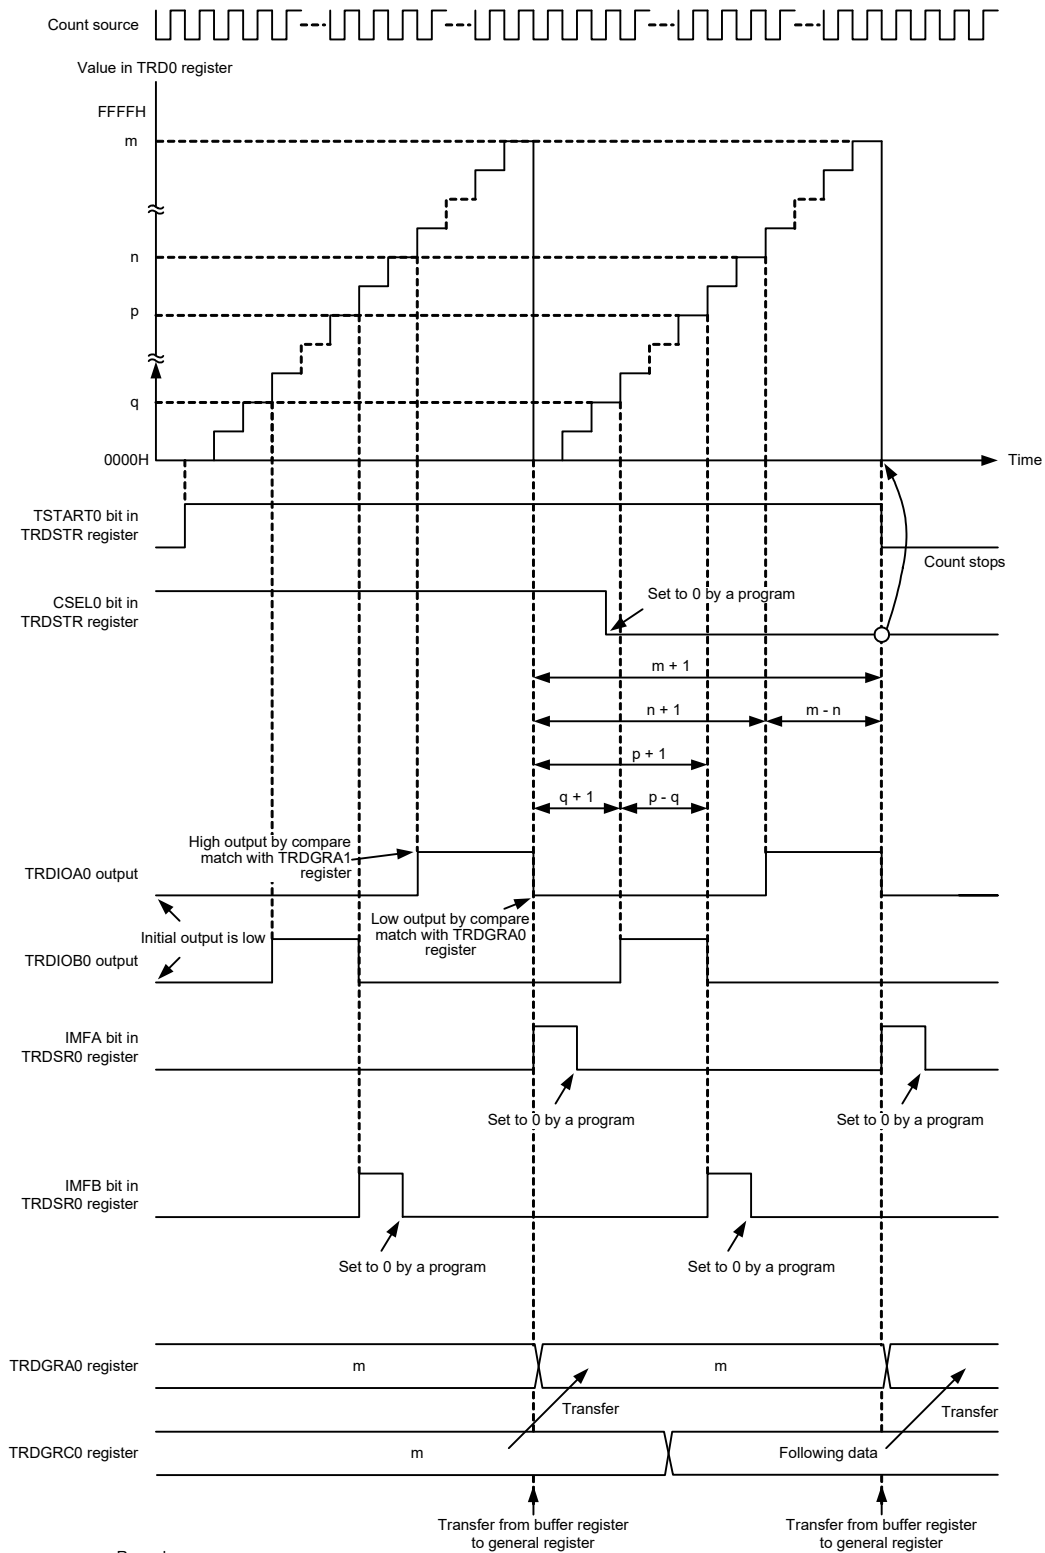 Count source
Value in TRD0 register
FFFFH
m
n
p
q
0000H
Time
TSTART0 bit in
TRDSTR register
Count stops
CSEL0 bit in
TRDSTR register
Set to 0 by a program
m + 1
n + 1
m - n
p + 1
q + 1
p - q
High output by compare
match with TRDGRA1
register
TRDIOA0 output
Low output by compare
match with TRDGRA0
register
Initial output is low
TRDIOB0 output
IMFA bit in
TRDSR0 register
Set to 0 by a program
Set to 0 by a program
IMFB bit in
TRDSR0 register
Set to 0 by a program
Set to 0 by a program
TRDGRA0 register
m
m
Transfer
Transfer
TRDGRC0 register
m
Following data
Transfer from buffer register
to general register
Transfer from buffer register
to general register